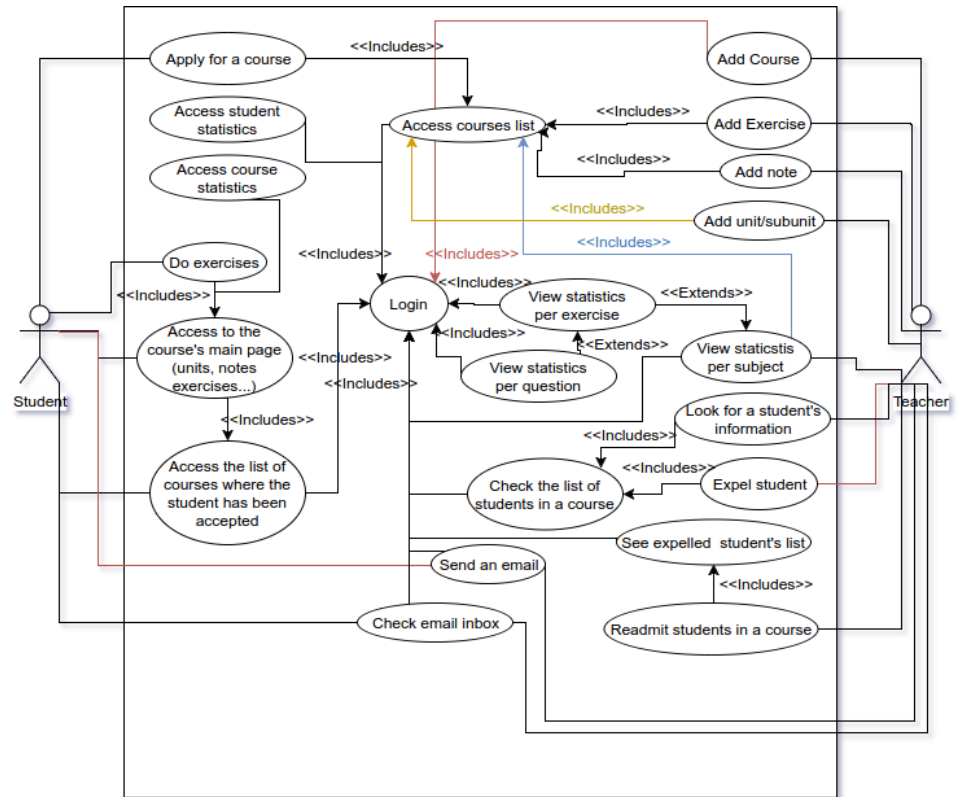 <<Includes>>
Apply for a course
Add Course
Access student
statistics
<<Includes>>
Access courses list
Add Exercise
<<Includes>>
Access course
statistics
Add note
<<Includes>>
Add unit/subunit
<<Includes>>
<<Includes>>
<<Includes>>
Do exercises
<<Includes>>
<<Includes>>
Login
View statistics
per exercise
<<Extends>>
Access to the
course's main page
(units, notes
exercises...)
<<Includes>>
<<Includes>>
<<Includes>>
<<Extends>>
View staticstis
per subject
View statistics
per question
Student
Teacher
<<Includes>>
Look for a student's
information
<<Includes>>
Access the list of
courses where the
student has been
accepted
<<Includes>>
Check the list of
students in a course
Expel student
See expelled student's list
Send an email
<<Includes>>
Check email inbox
Readmit students in a course